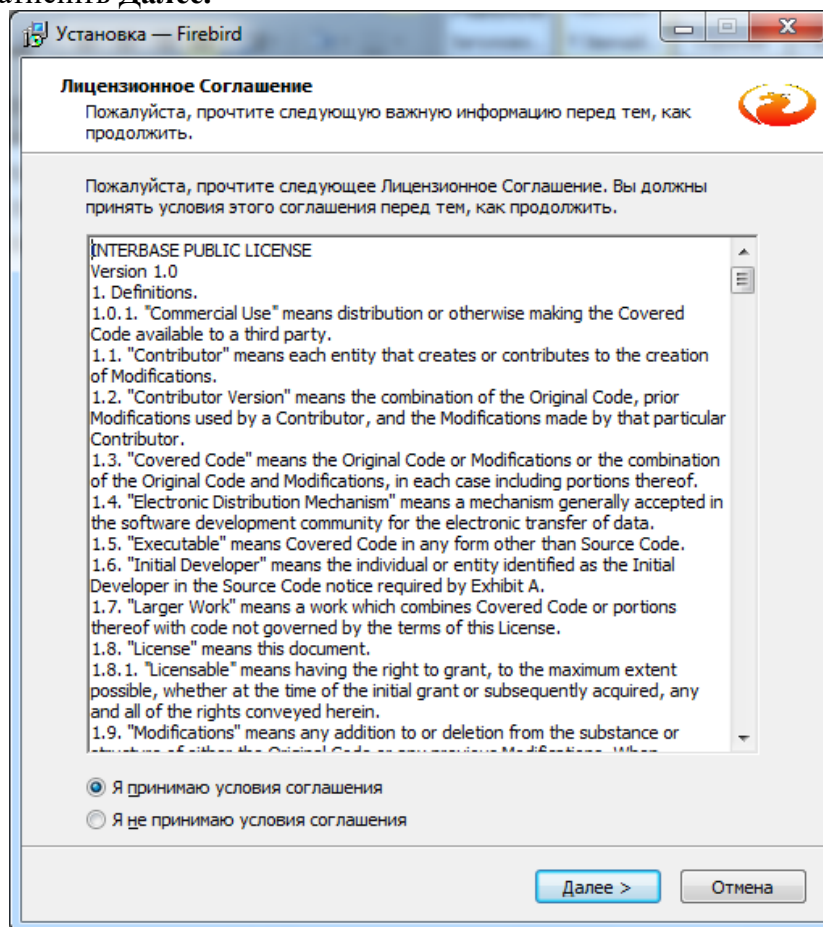 Далее.
Установка — Firebird
Лицензионное Соглашение
Пожалуйста, прочтите следующую важную информацию перед тем, как
продолжить.
Пожалуйста, прочтите следующее Лицензионное Соглашение. Вы должны
принять условия этого соглашения перед тем, как продолжить.
INTERBASE PUBLIC LICENSE
Version 1.0
1. Definitions.
1.0.1. "Commercial Use" means distribution or otherwise making the Covered
Code available to a third party.
1.1. "Contributor" means each entity that creates or contributes to the creation
of Modifications.
1.2. "Contributor Version" means the combination of the Original Code, prior
Modifications used by a Contributor, and the Modifications made by that particular
Contributor.
1.3. "Covered Code" means the Original Code or Modifications or the combination
of the Original Code and Modifications, in each case including portions thereof.
1.4. "Electronic Distribution Mechanism" means a mechanism generally accepted in
the software development community for the electronic transfer of data.
1.5. "Executable" means Covered Code in any form other than Source Code.
1.6. "Initial Developer" means the individual or entity identified as the Initial
Developer in the Source Code notice required by Exhibit A.
1.7. "Larger Work" means a work which combines Covered Code or portions
thereof with code not governed by the terms of this License.
1.8. "License" means this document.
1.8.1. "Licensable" means having the right to grant, to the maximum extent
possible, whether at the time of the initial grant or subsequently acquired, any
and all of the rights conveyed herein.
1.9. "Modifications" means any addition to or deletion from the substance or
Я принимаю условия соглашения
Я не принимаю условия соглашения
Далее >
Отмена